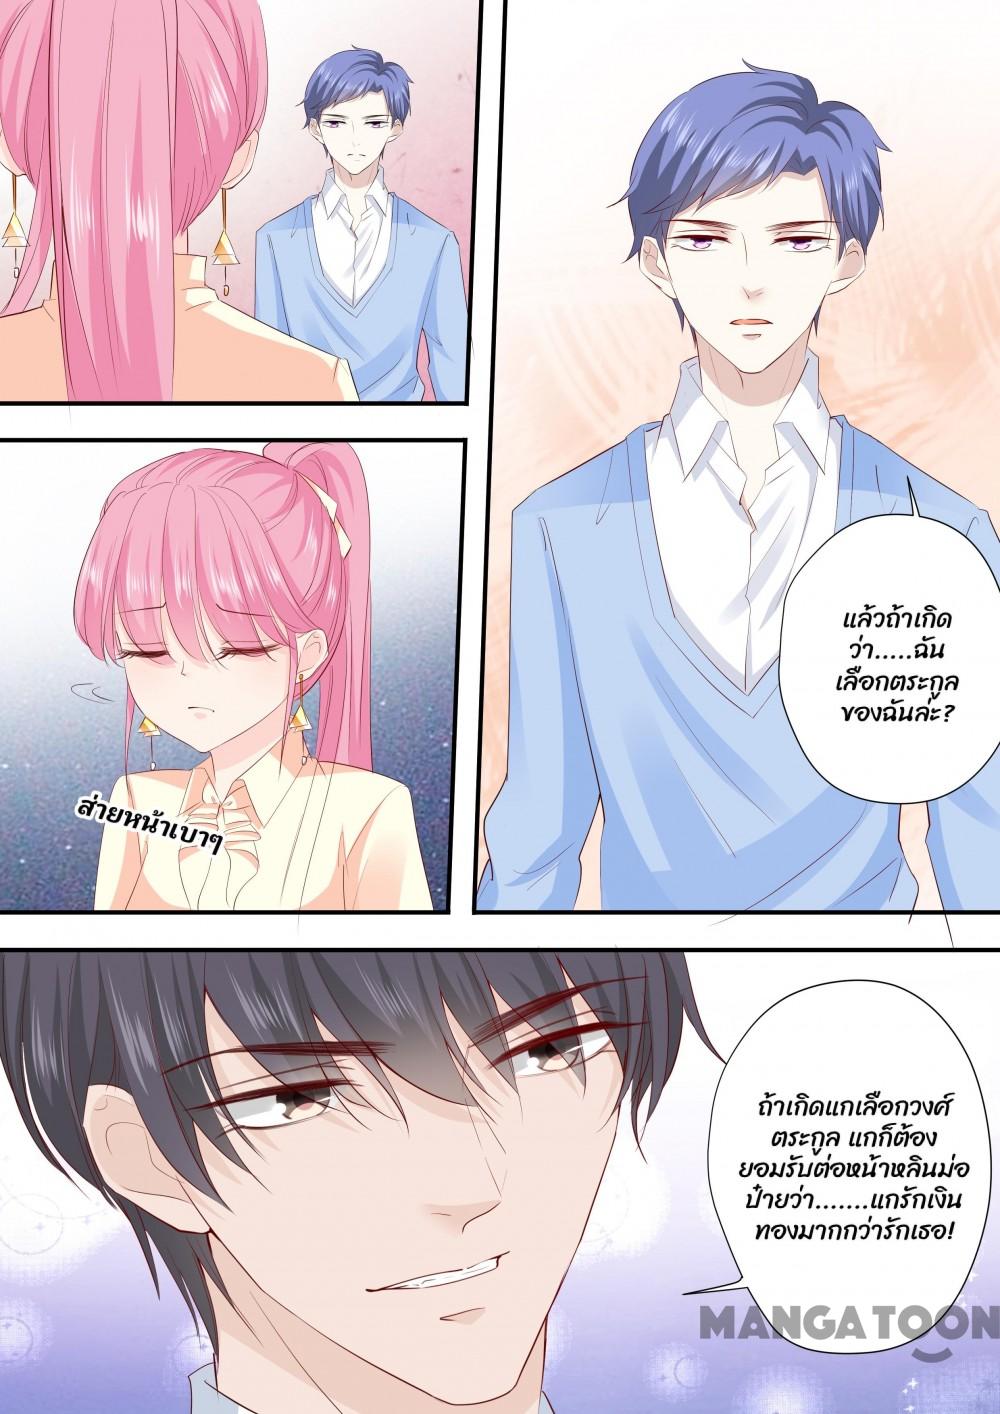 แล้วถ้าเกิด
ว่า.....ฉัน
เลือกตระกูล
ของฉันล่ะ?
ส่ายหน้าเบาๆ
ถ้าเกิดแกเลือกวงศ์
ตระกูล แกก็ต้อง
ยอมรับต่อหน้าหลินม่อ
ป๋ายว่า.......แกรักเงิน
ทองมากกว่ารักเธอ!
MANGATOON